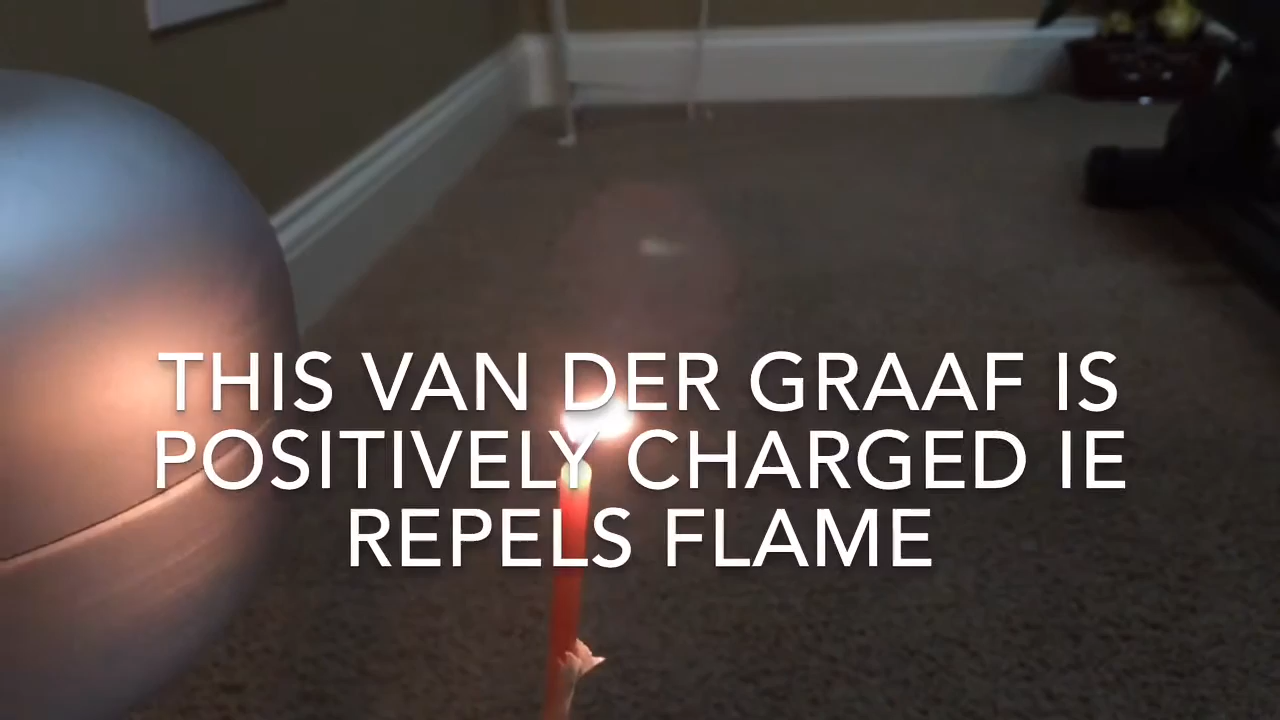 THIS VAN DER GRAAF IS
POSITIVELY CHARGED IE
REPELS FLAME